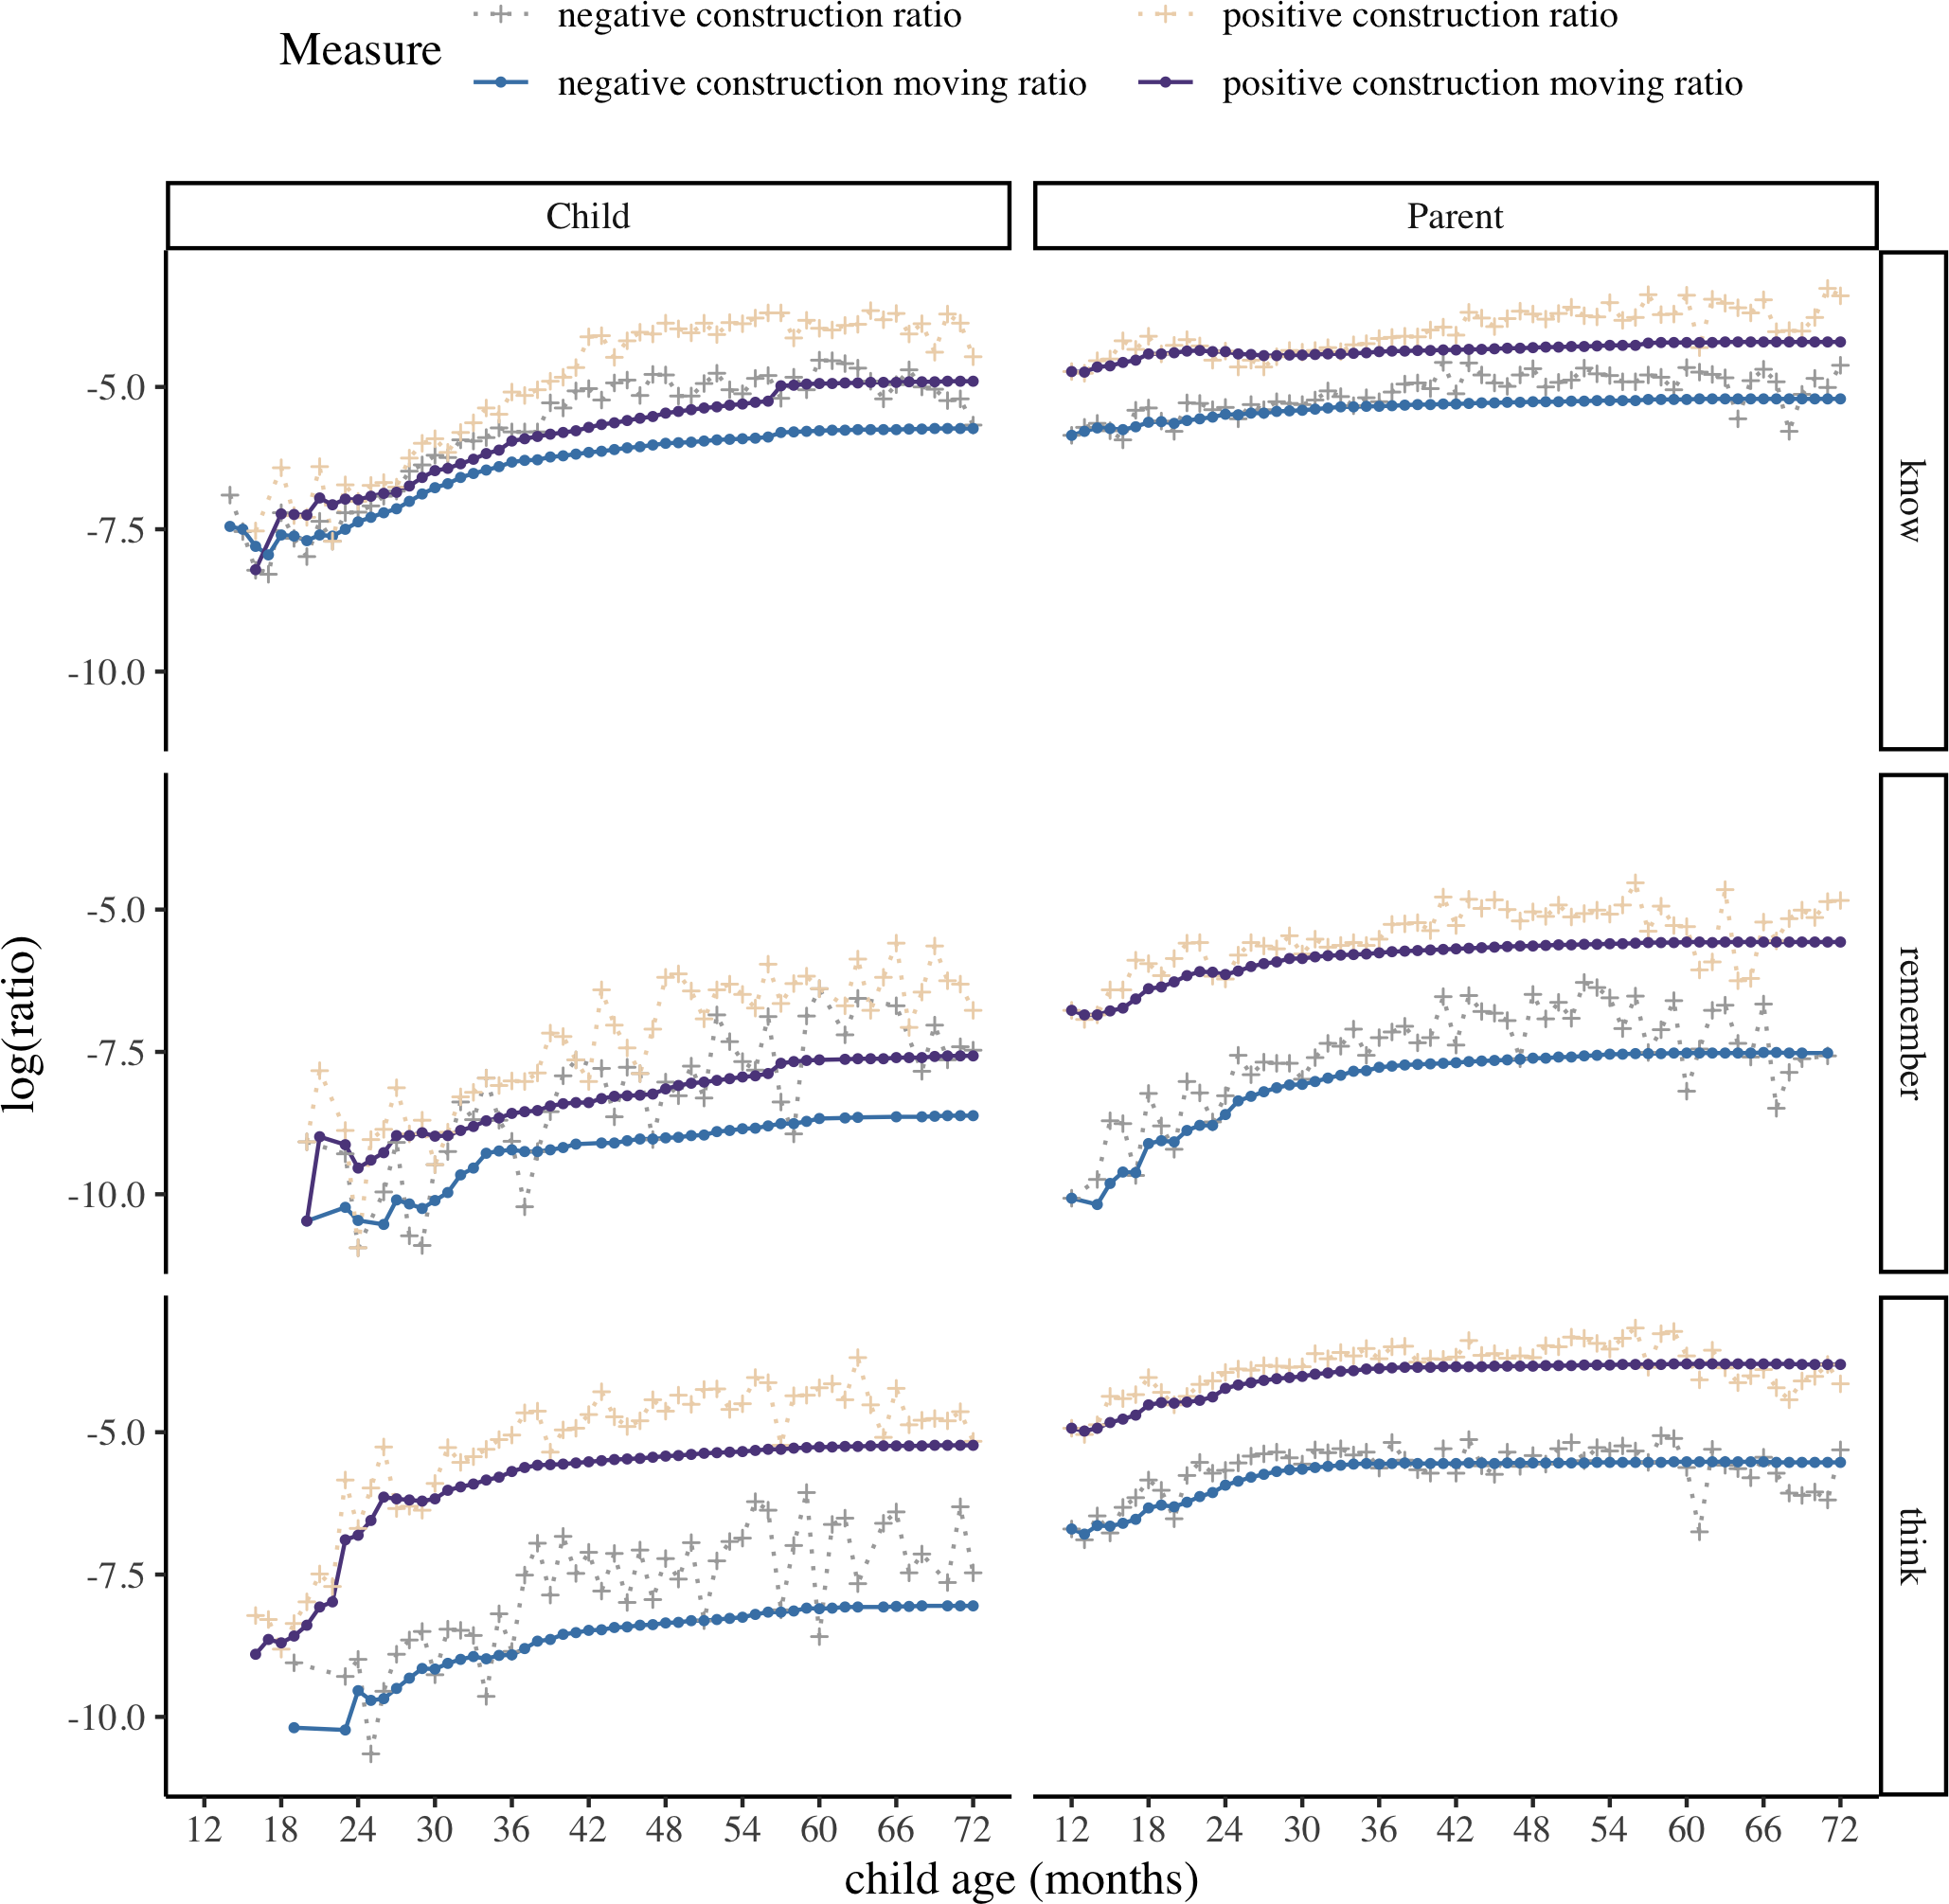 Measure
negative construction ratio
positive construction ratio
negative construction moving ratio
positive construction moving ratio
Child
Parent
-5.0
-7.5
-10.0
know
-5.0
-7.5
-10.0
remember
-5.0
-7.5
-10.0
think
log(ratio)
12 18 24 30 36 42 48 54 60 66 72
12 18 24 30 36 42 48 54 60 66 72
child age (months)